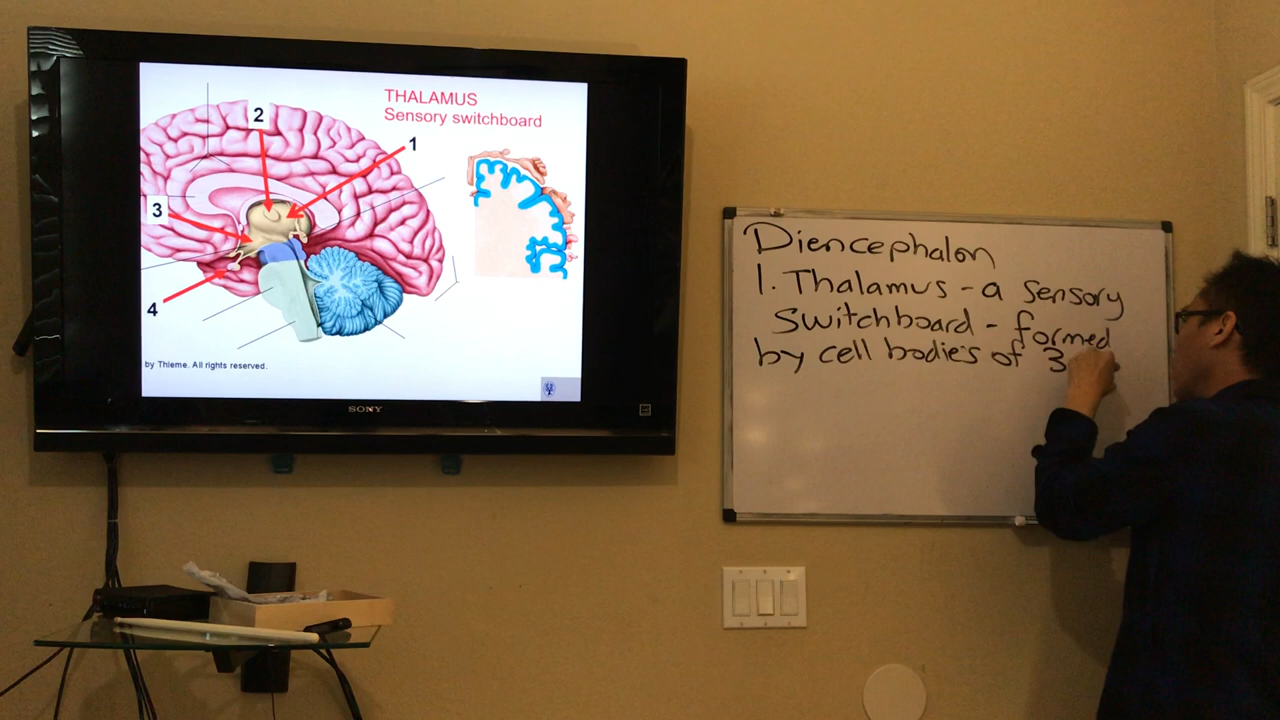 THALAMUS
Sensory switchboard
2
1
3
4
by Thieme. All rights reserved.
SONY
Diencephalon
1. Thalamus - a sensory
switchboard - formed
by cell bodies of 3